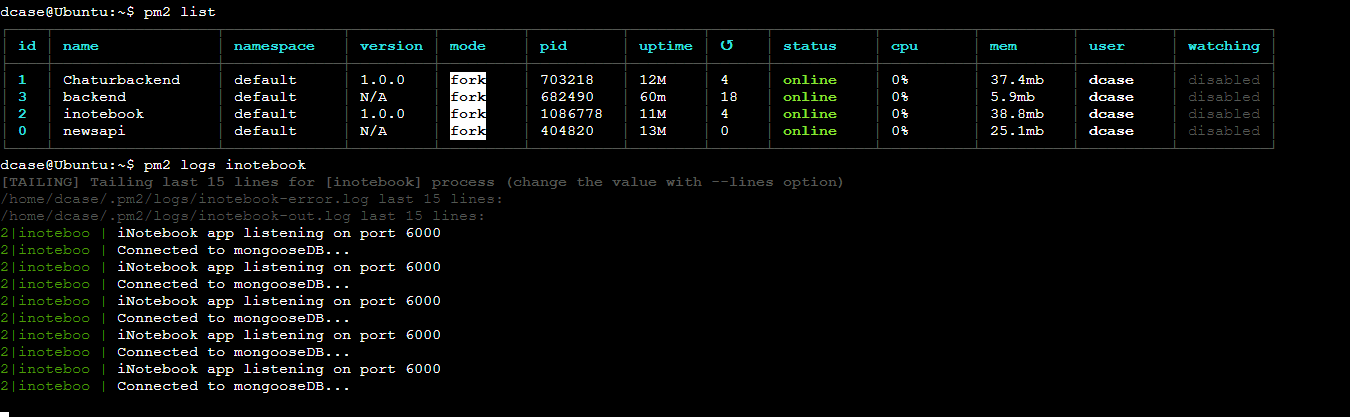 dcase@Ubuntu:~$ pm2 list
id name namespace version mode pid uptime ↺ status cpu mem user watching
1 Chaturbackend default 1.0.0 fork 703218 12M 4 online 0% 37.4mb dcase disabled
3 backend default N/A fork 682490 60m 18 online 0% 5.9mb dcase disabled
2 inotebook default 1.0.0 fork 1086778 11M 4 online 0% 38.8mb dcase disabled
0 newsapi default N/A fork 404820 13M 0 online 0% 25.1mb dcase disabled
dcase@Ubuntu:~$ pm2 logs inotebook
[TAILING] Tailing last 15 lines for [inotebook] process (change the value with --lines option)
/home/dcase/.pm2/logs/inotebook-error.log last 15 lines:
/home/dcase/.pm2/logs/inotebook-out.log last 15 lines:
2|inoteboo | iNotebook app listening on port 6000
2|inoteboo | Connected to mongooseDB...
2|inoteboo | iNotebook app listening on port 6000
2|inoteboo | Connected to mongooseDB...
2|inoteboo | iNotebook app listening on port 6000
2|inoteboo | Connected to mongooseDB...
2|inoteboo | iNotebook app listening on port 6000
2|inoteboo | Connected to mongooseDB...
2|inoteboo | iNotebook app listening on port 6000
2|inoteboo | Connected to mongooseDB...